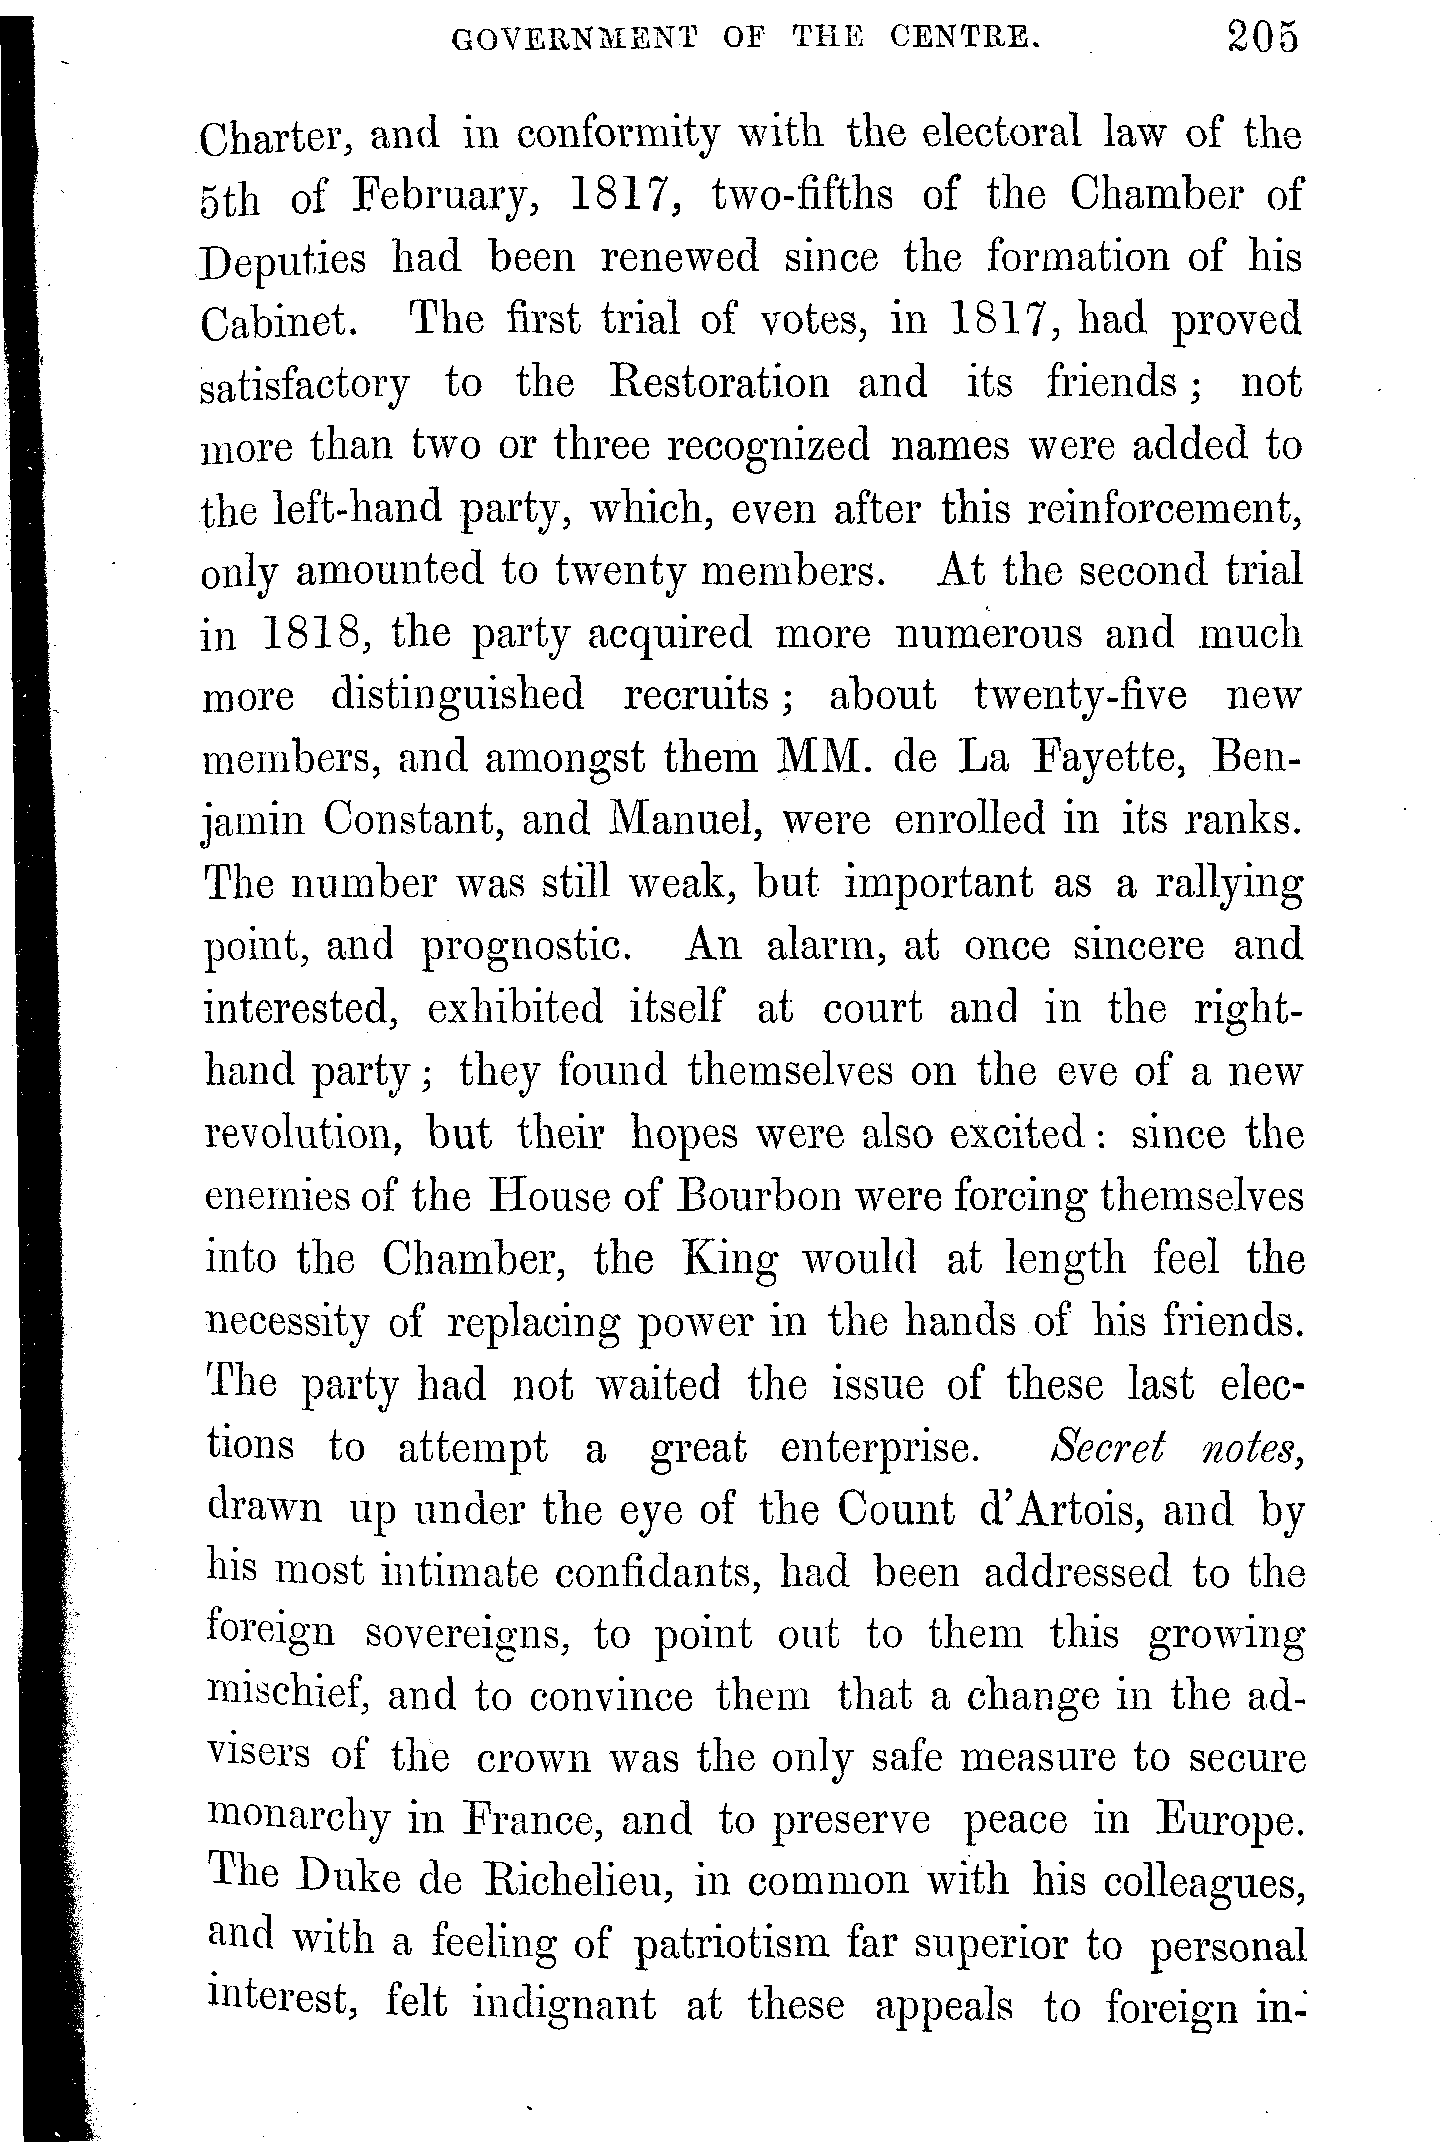 GOVERNMENT OF THE CENTRE. 205
Charter, and in conformity with the electoral law of the
5th of February, 1817, two-fifths of the Chamber of
Deputies had been renewed since the formation of his
Cabinet. The first trial of votes, in 1817, had proved
satisfactory to the Restoration and its friends; not
more than two or three recognized names were added to
the left-hand party, which, even after this reinforcement,
only amounted to twenty members. At the second trial
in 1818, the party acquired more numerous and much
more distinguished recruits; about twenty-five new
members, and amongst them MM. de La Fayette, Ben-
jamin Constant, and Manuel, were enrolled in its ranks.
The number was still weak, but important as a rallying
point, and prognostic. An alarm, at once sincere and
interested, exhibited itself at court and in the right-
hand party; they found themselves on the eve of a new
revolution, but their hopes were also excited: since the
enemies of the House of Bourbon were forcing themselves
into the Chamber, the King would at length feel the
necessity of replacing power in the hands of his friends.
The party had not waited the issue of these last elec-
tions to attempt a great enterprise. Secret notes,
drawn up under the eye of the Count d'Artois, and by
his most intimate confidants, had been addressed to the
foreign sovereigns, to point out to them this growing
mischief, and to convince them that a change in the ad-
visers of the crown was the only safe measure to secure
monarchy in France, and to preserve peace in Europe.
The Duke de Richelieu, in common with his colleagues,
and with a feeling of patriotism far superior to personal
interest, felt indignant at these appeals to foreign in-